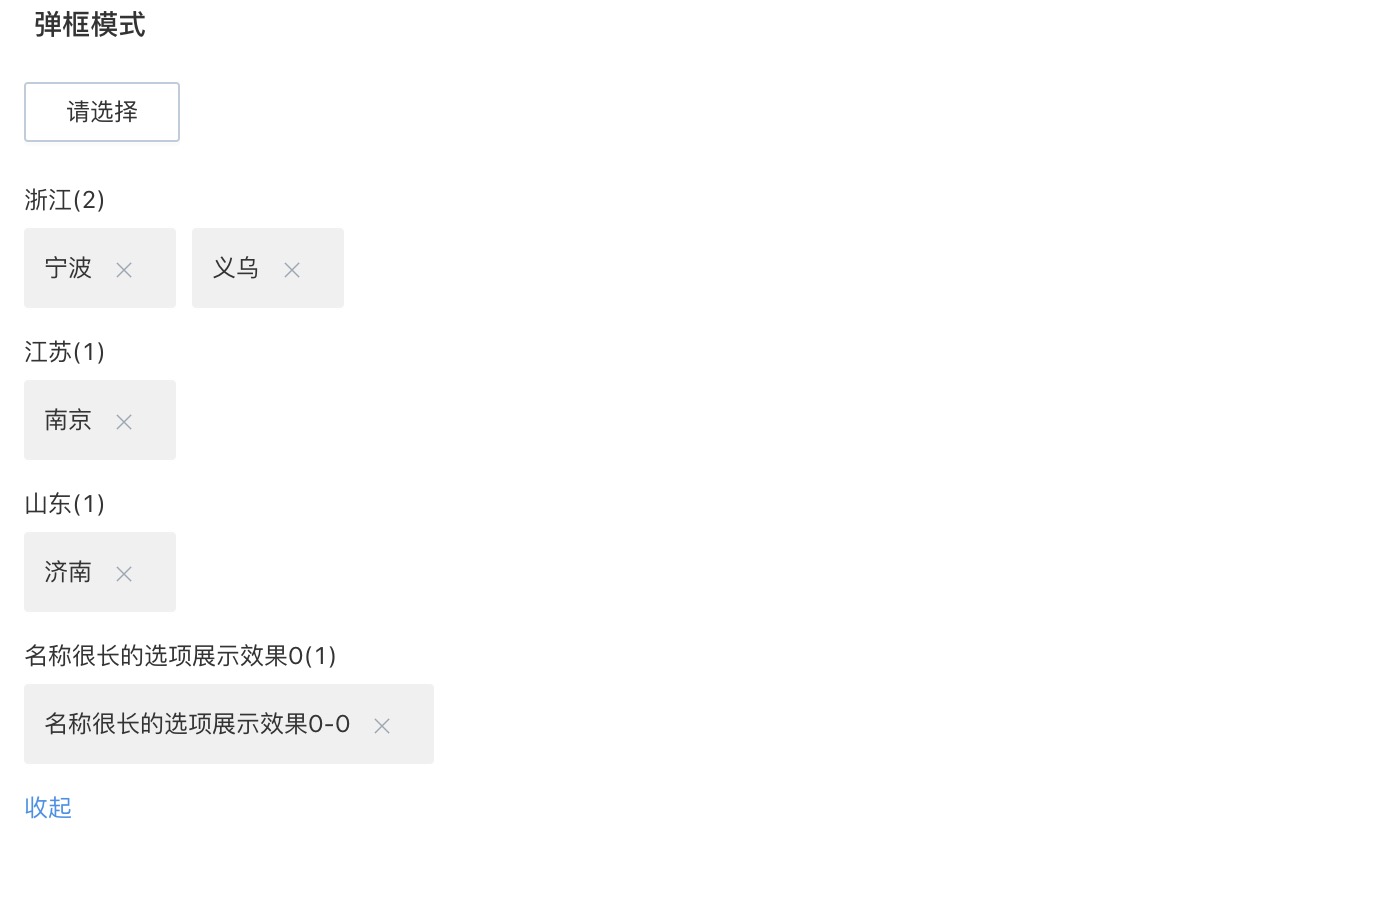 弹框模式
请选择
浙江(2)
宁波 义乌
江苏(1)
南京
山东(1)
济南
名称很长的选项展示效果0(1)
名称很长的选项展示效果0-0
收起